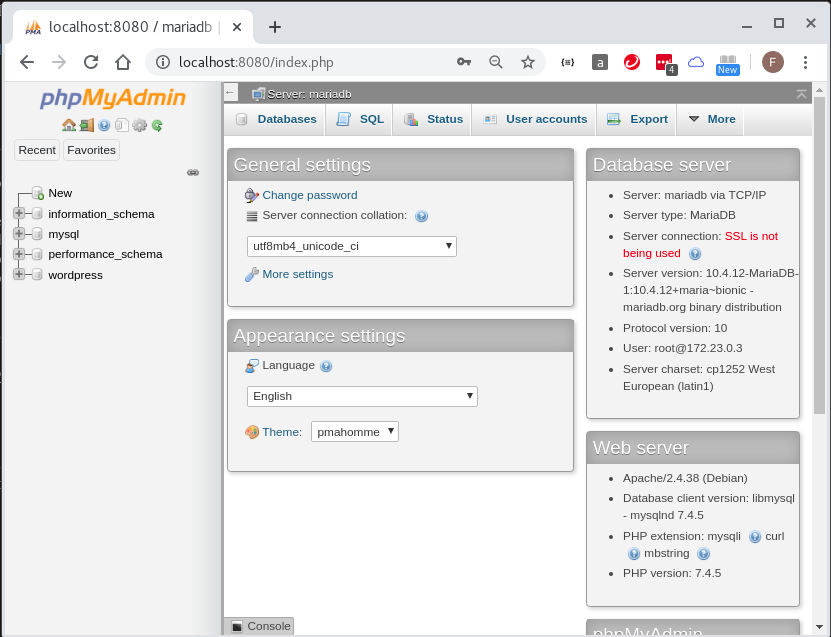 localhost:8080 / mariadb
localhost:8080/index.php
a
4
New
F
phpMyAdmin
Recent
Favorites
New
information_schema
mysql
performance_schema
wordpress
Server: mariadb
Databases
SQL
Status
User accounts
Export
More
General settings
Change password
Server connection collation:
utf8mb4_unicode_ci
More settings
Appearance settings
Language
English
Theme:
pmahomme
Database server
Server: mariadb via TCP/IP
Server type: MariaDB
Server connection: SSL is not
being used
Server version: 10.4.12-MariaDB-
1:10.4.12+maria~bionic -
mariadb.org binary distribution
Protocol version: 10
User: root@172.23.0.3
Server charset: cp1252 West
European (latin1)
Web server
Apache/2.4.38 (Debian)
Database client version: libmysql
- mysqlnd 7.4.5
PHP extension: mysqli curl
mbstring
PHP version: 7.4.5
phpMyAdmin
Console